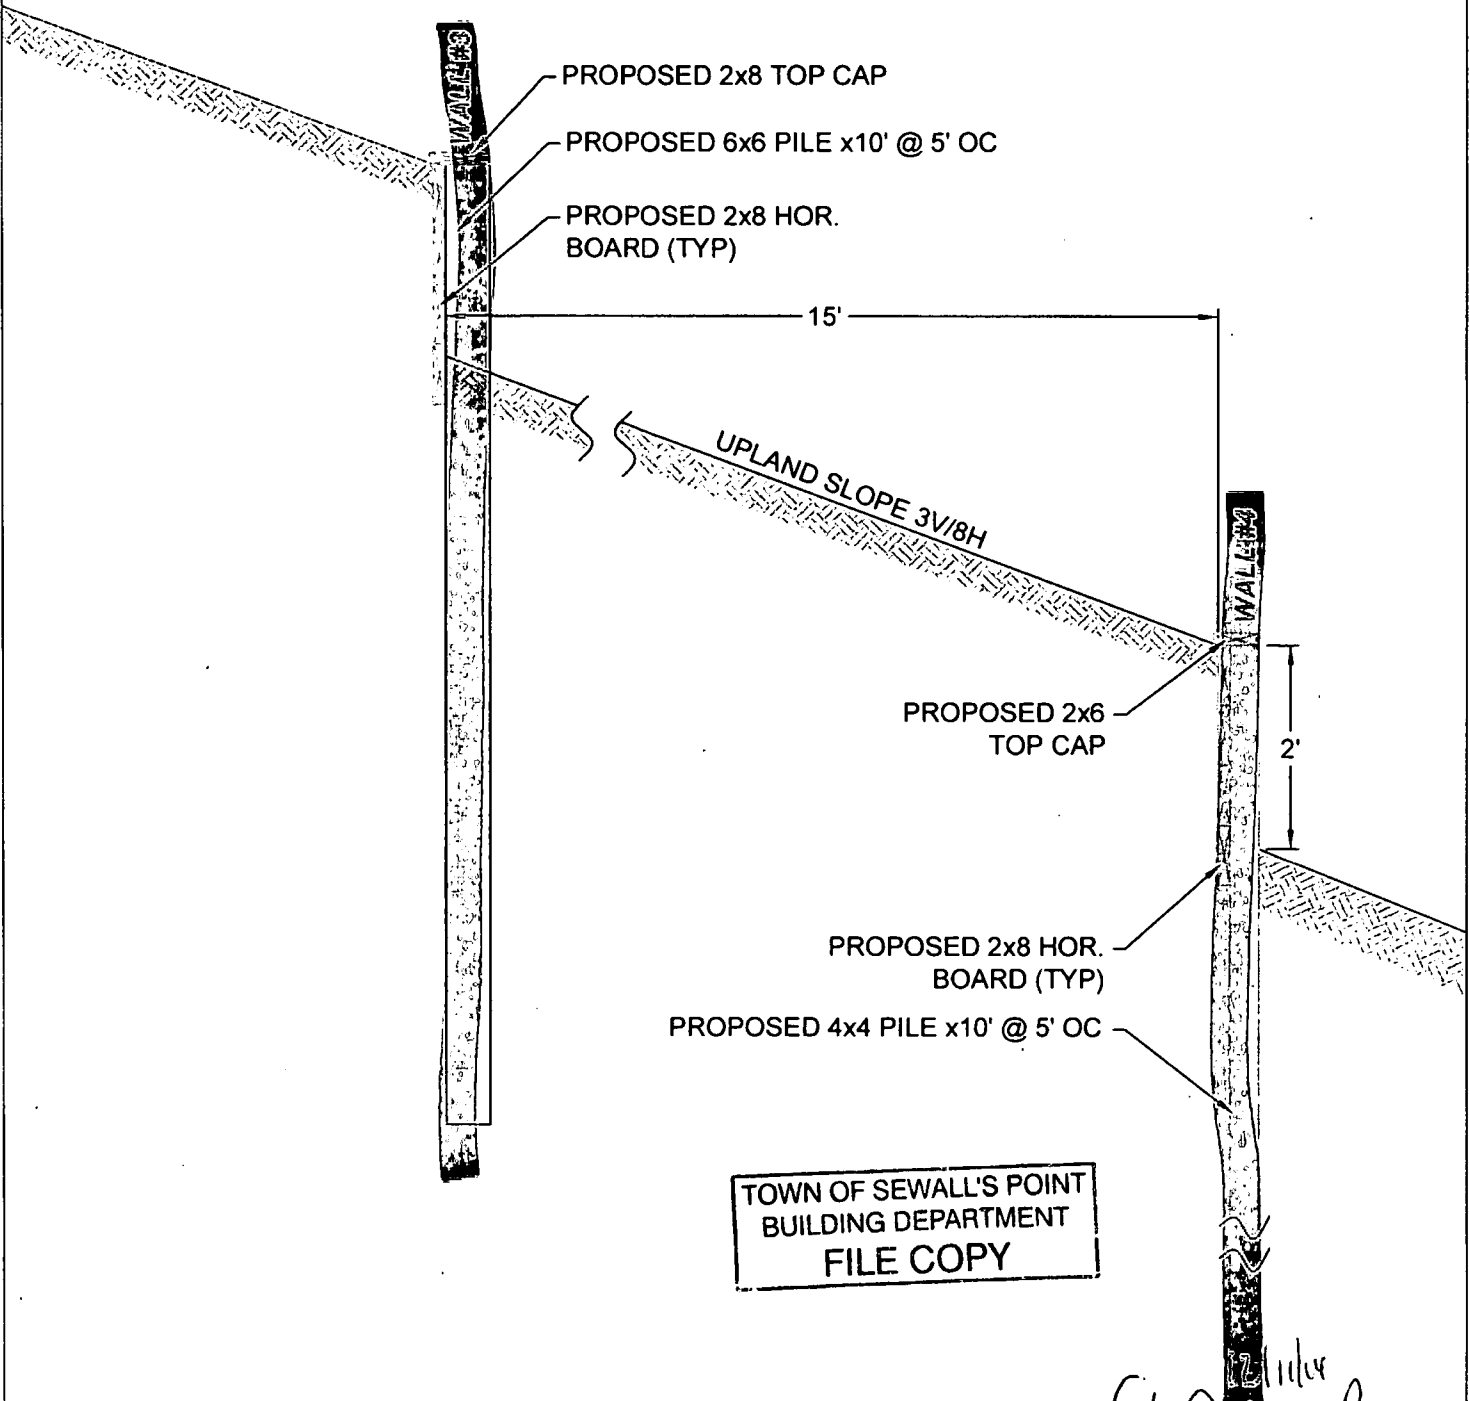 WALL #3
PROPOSED 2x8 TOP CAP
PROPOSED 6x6 PILE x10' @ 5' OC
PROPOSED 2x8 HOR.
BOARD (TYP)
15'
UPLAND SLOPE 3V/8H
WALL #4
PROPOSED 2x6
TOP CAP
2'
PROPOSED 2x8 HOR.
BOARD (TYP)
PROPOSED 4x4 PILE x10' @ 5' OC
TOWN OF SEWALL'S POINT
BUILDING DEPARTMENT
FILE COPY